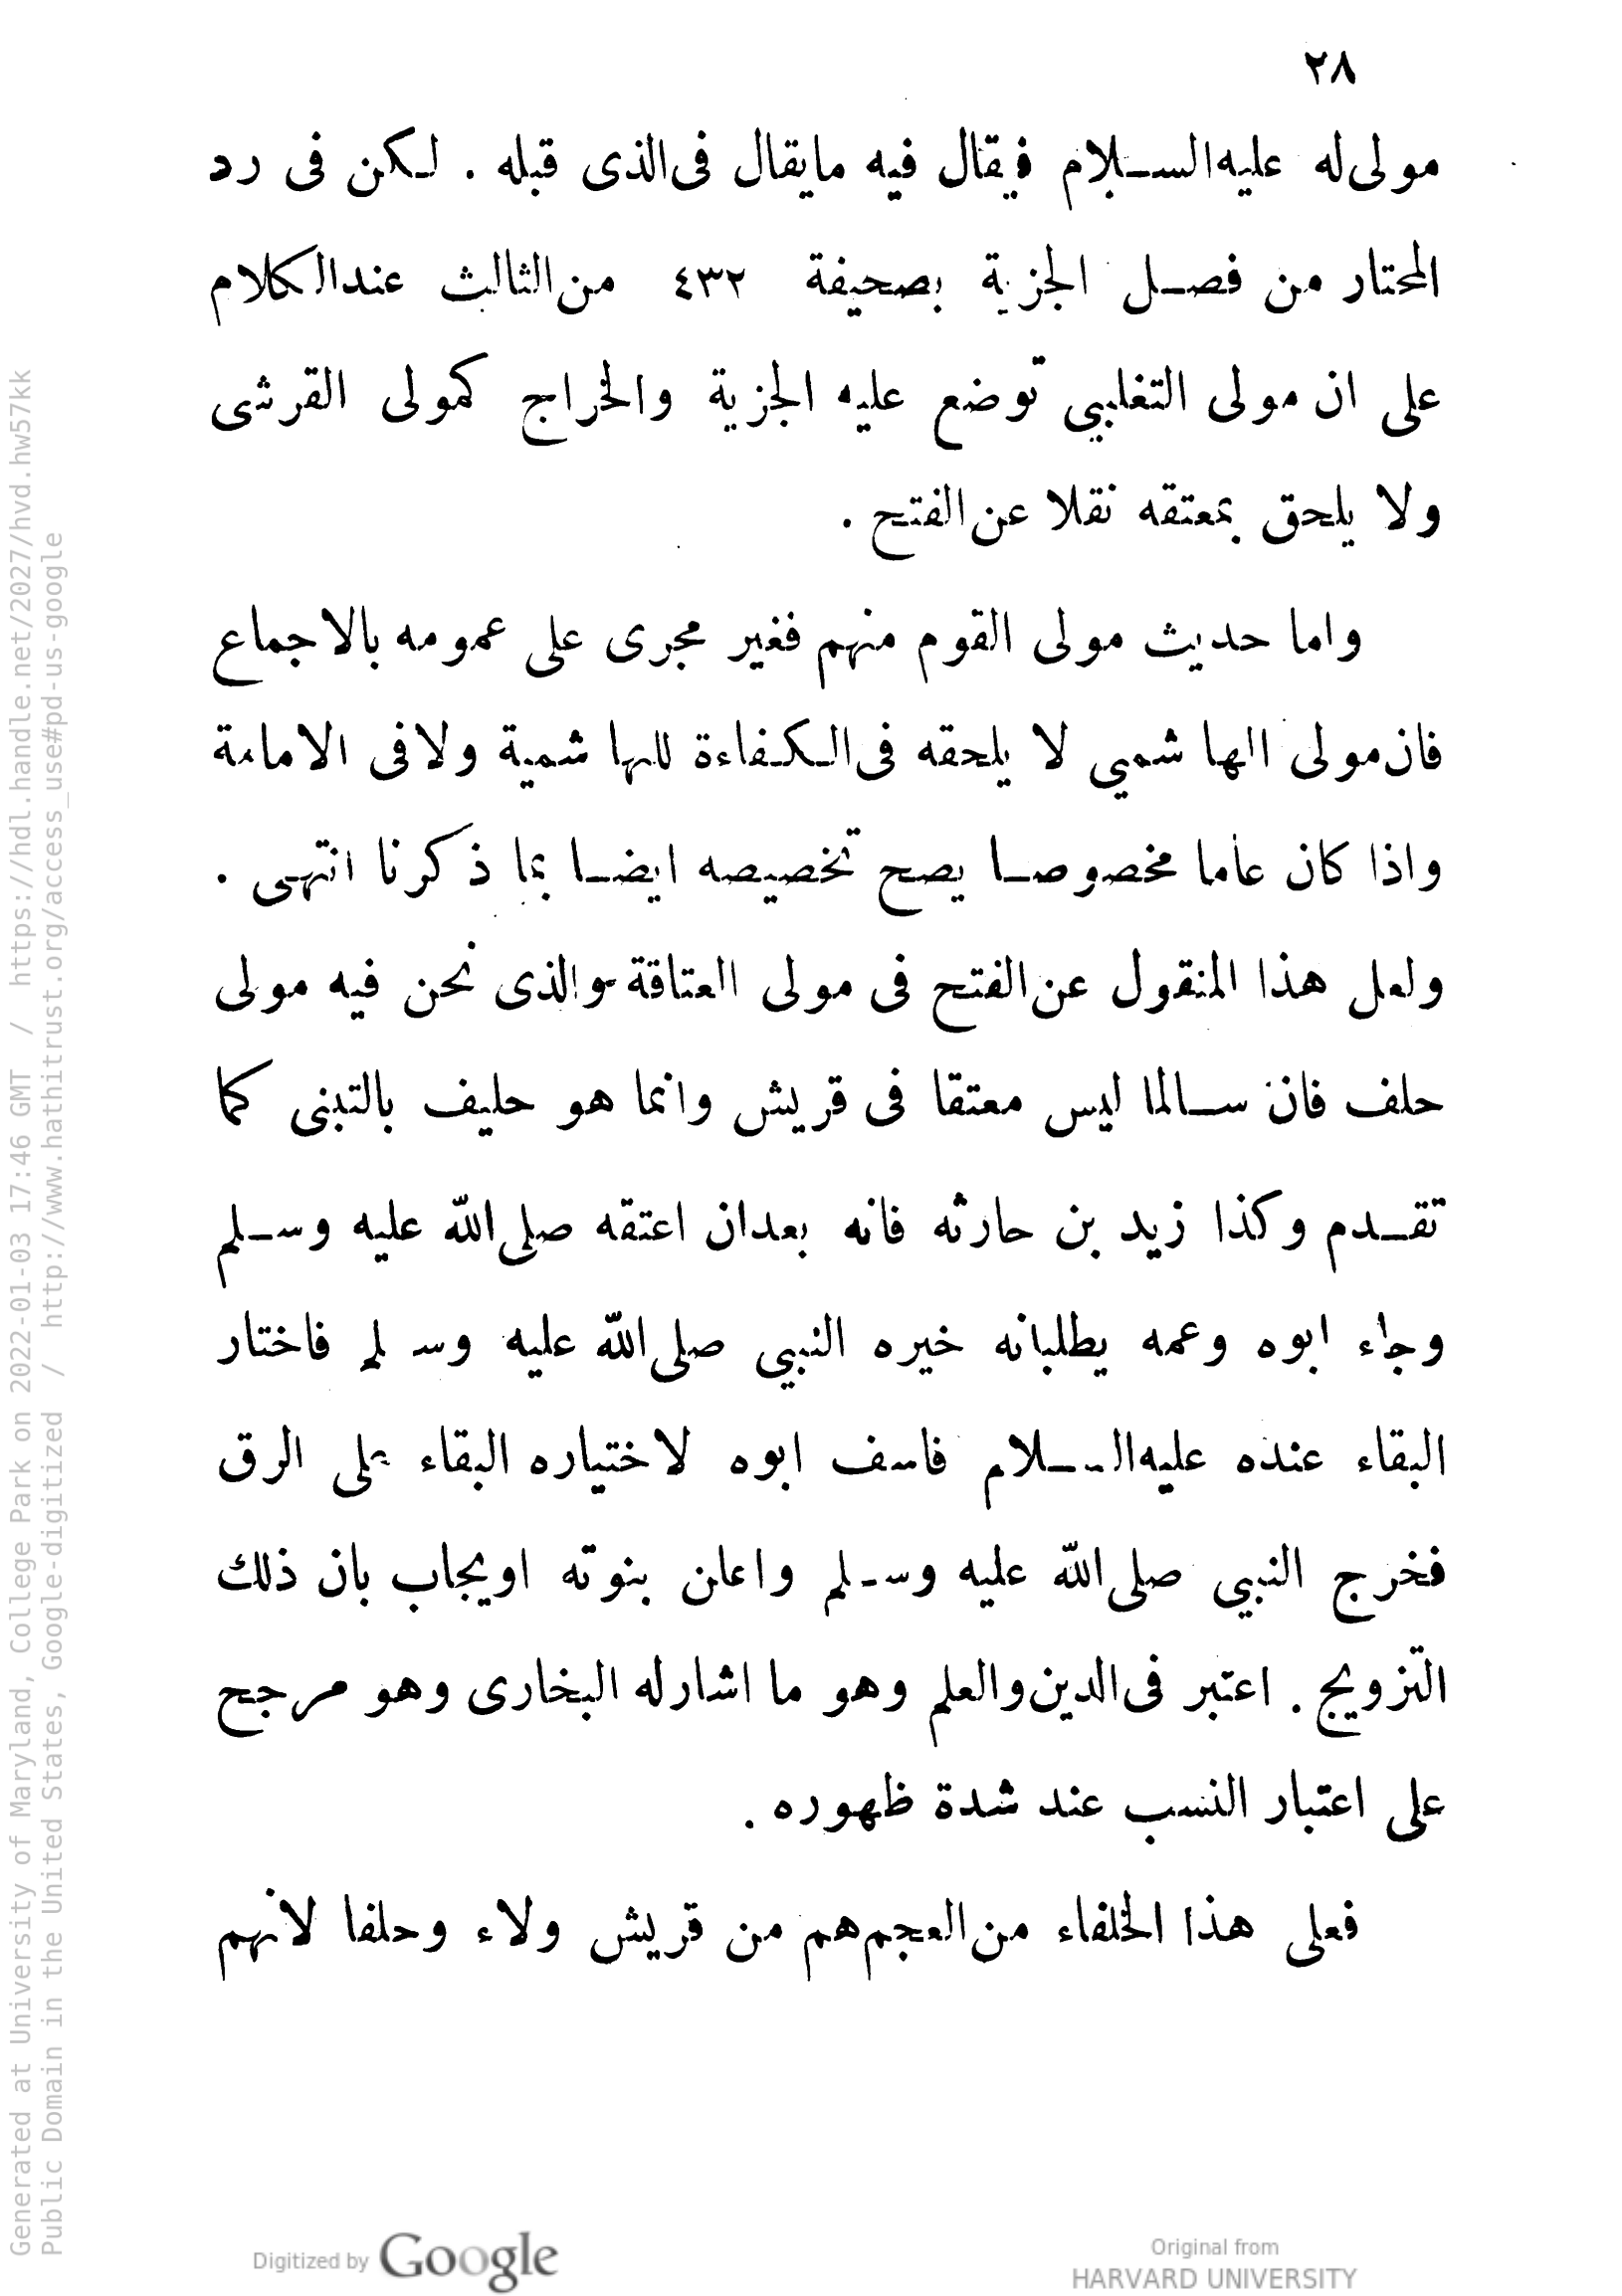 ٢٨
مولى له عليه السلام فيقال فيه ما يقال فى الذى قبله . لكن فى رد
المحتار من فصل الجزية بصحيفة ٤٣٢ من الثالث عند الكلام
على ان مولى التغلبي توضع عليه الجزية والخراج كمولى القرشى
ولا يلحق بمعتقه نقلا عن الفتح .
واما حديث مولى القوم منهم فغير مجرى على عمومه بالاجماع
فان مولى الهاشمي لا يلحقه فى الكفاءة للهاشمية ولا فى الامامة
واذا كان عاما مخصوصا يصح تخصيصه ايضا بما ذكرنا انتهى .
ولعل هذا المنقول عن الفتح فى مولى العتاقة والذى نحن فيه مولى
حلف فان سالما ليس معتقا فى قريش وانما هو حليف بالتبنى كما
تقدم وكذا زيد بن حارثه فانه بعدان اعتقه صلى الله عليه وسلم
وجاء ابوه وعمه يطلبانه خيره النبي صلى الله عليه وسلم فاختار
البقاء عنده عليه السلام فاسف ابوه لاختياره البقاء على الرق
فخرج النبي صلى الله عليه وسلم واعلن بنوته اويجاب بان ذلك
التزويج . اعتبر فى الدين والعلم وهو ما اشار له البخارى وهو مرجح
على اعتبار النسب عند شدة ظهوره .
فعلى هذا الخلفاء من العجم هم من قريش ولاء وحلفا لانهم
Digitized by Google
Original from
HARVARD UNIVERSITY
Generated at University of Maryland, College Park on 2022-01-03 17:46 GMT / https://hdl.handle.net/2027/hvd.hw57kk
Public Domain in the United States, Google-digitized / http://www.hathitrust.org/access_use#pd-us-google